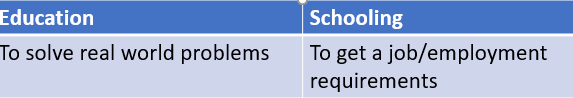 Education
Schooling
To solve real world problems
To get a job/employment
requirements